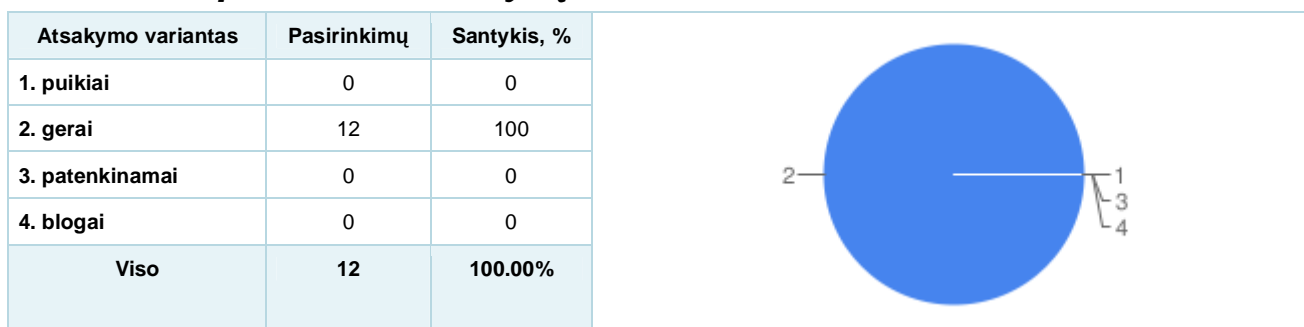 Atsakymo variantas Pasirinkimų Santykis, %
1. puikiai 0 0
2. gerai 12 100
3. patenkinamai 0 0
4. blogai 0 0
Viso 12 100.00%
2 1
3
4